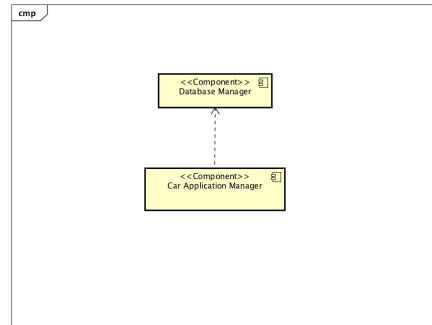 cmp
<<Component>>
Database Manager
<<Component>>
Car Application Manager